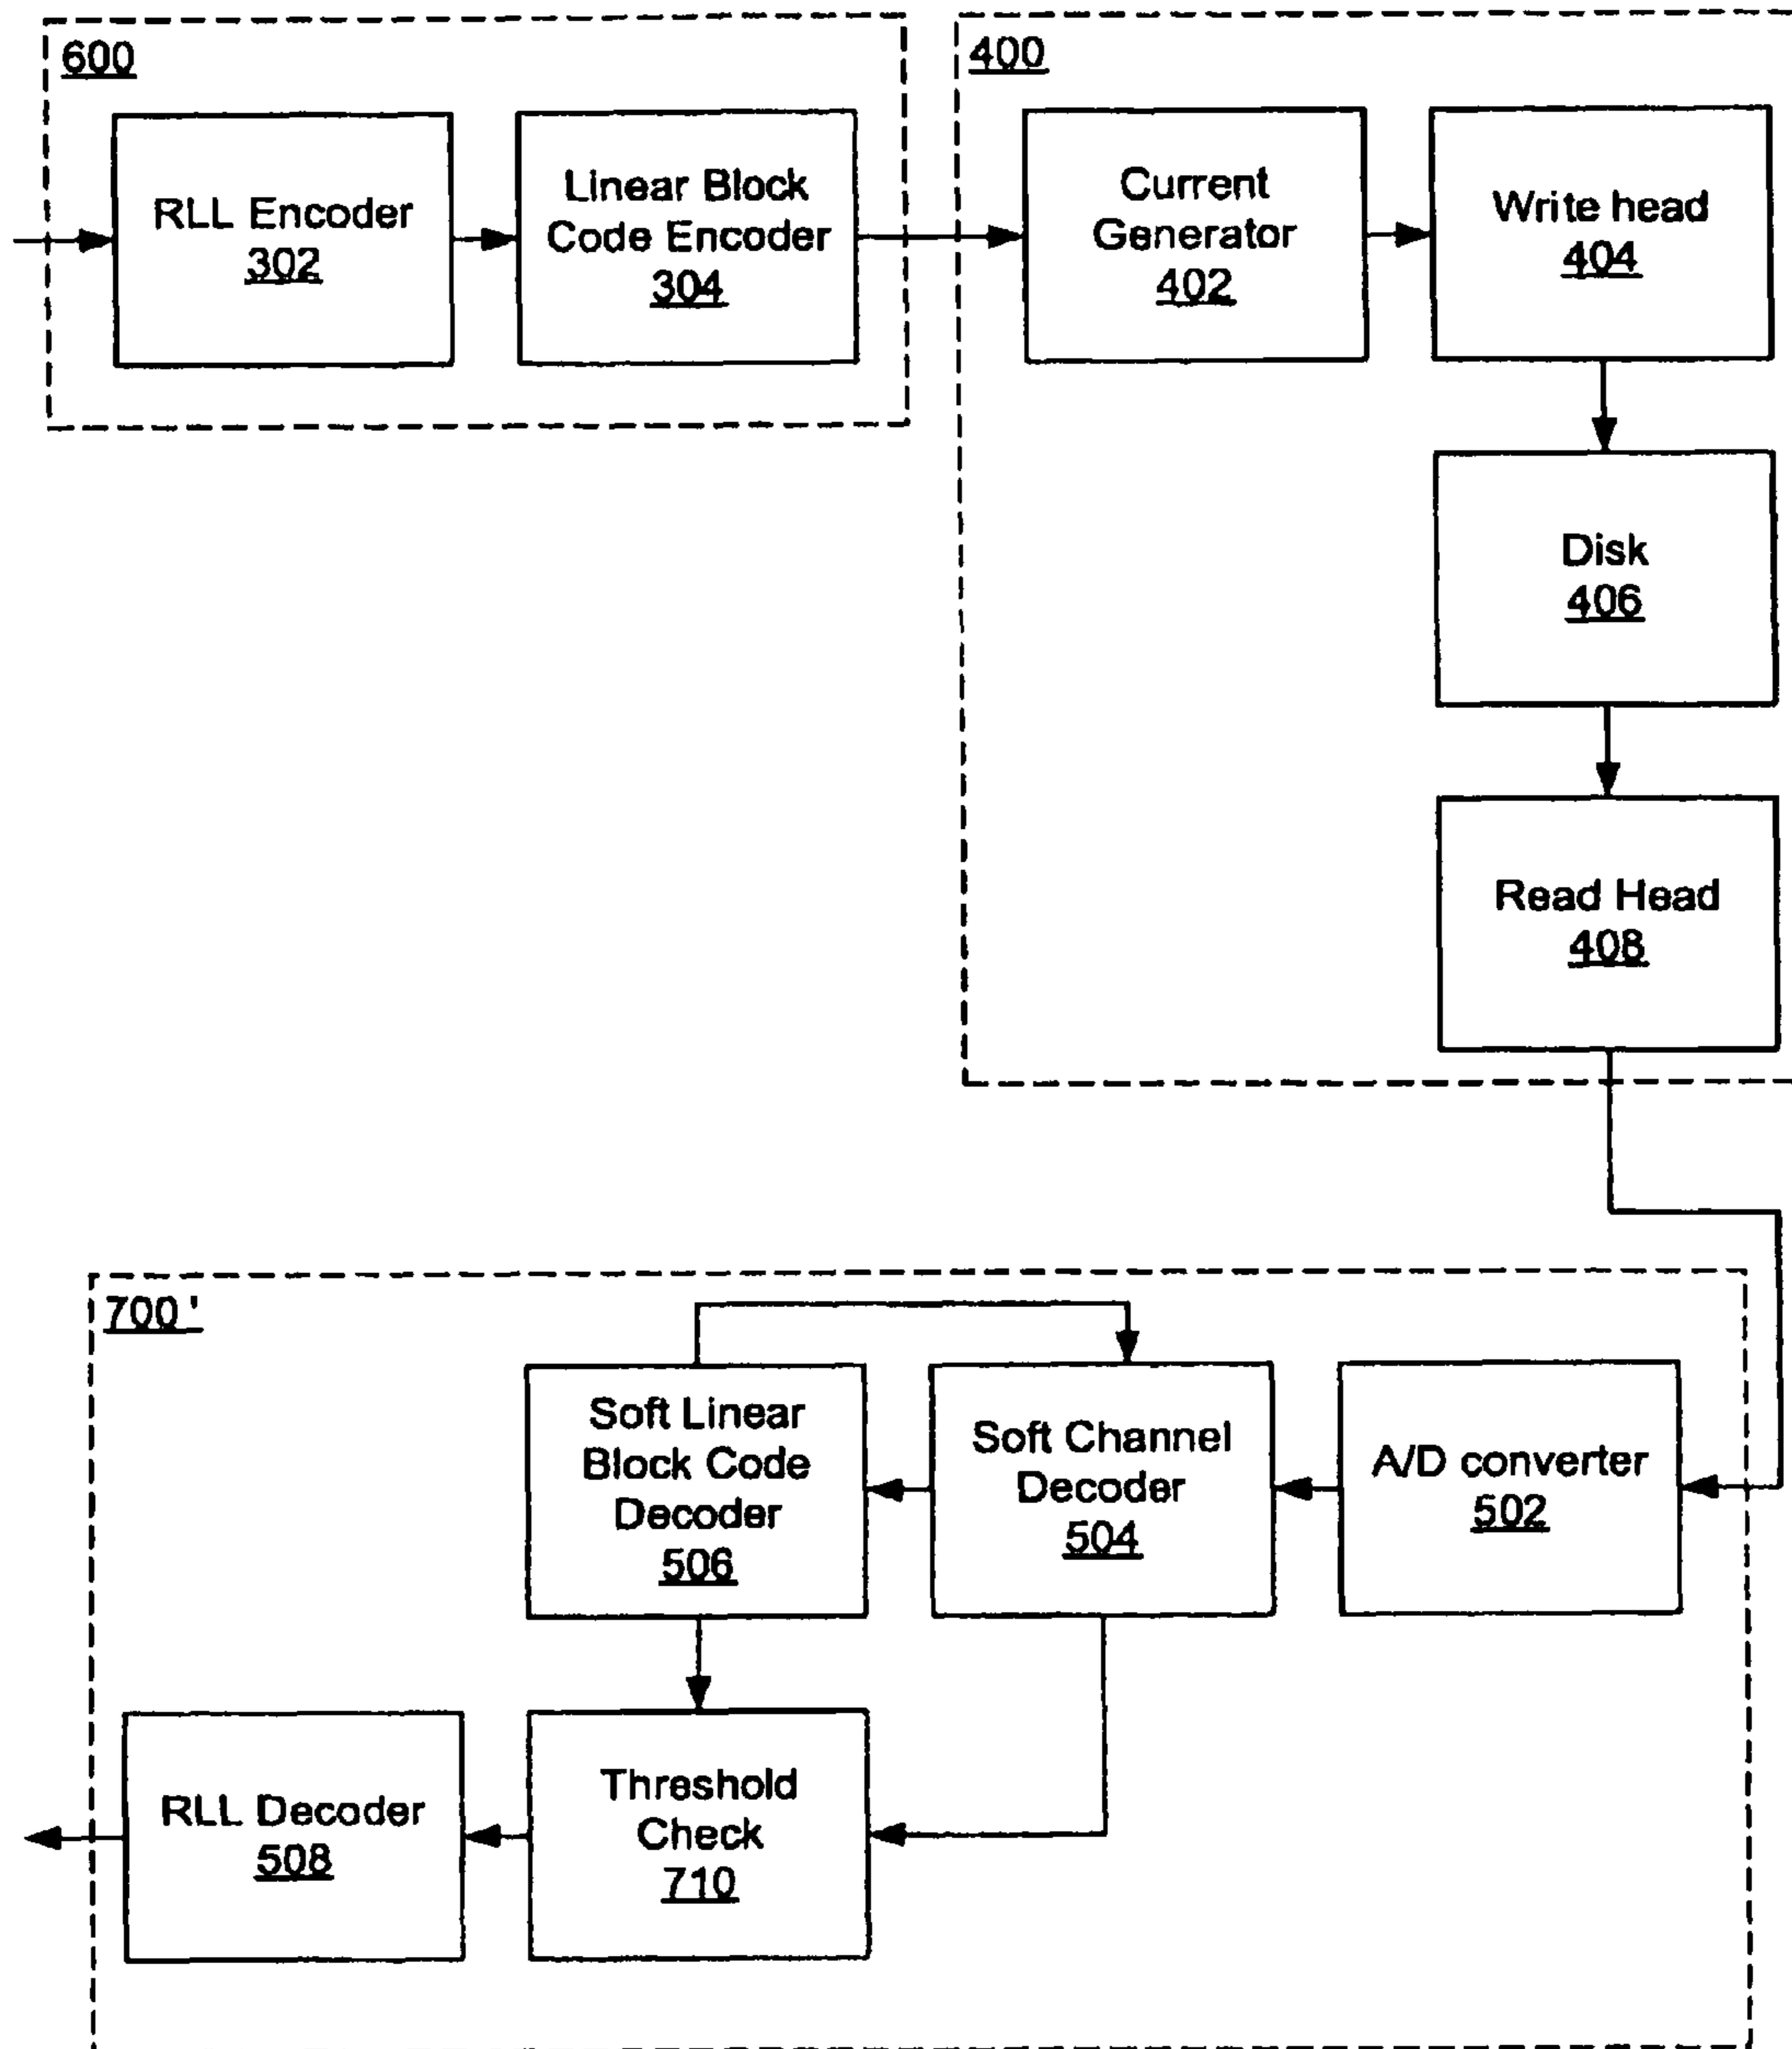 600
RLL Encoder
302
Linear Block
Code Encoder
304
400
Current
Generator
402
Write head
404
Disk
406
Read Head
408
700'
Soft Linear
Block Code
Decoder
506
Soft Channel
Decoder
504
A/D converter
502
RLL Decoder
508
Threshold
Check
710